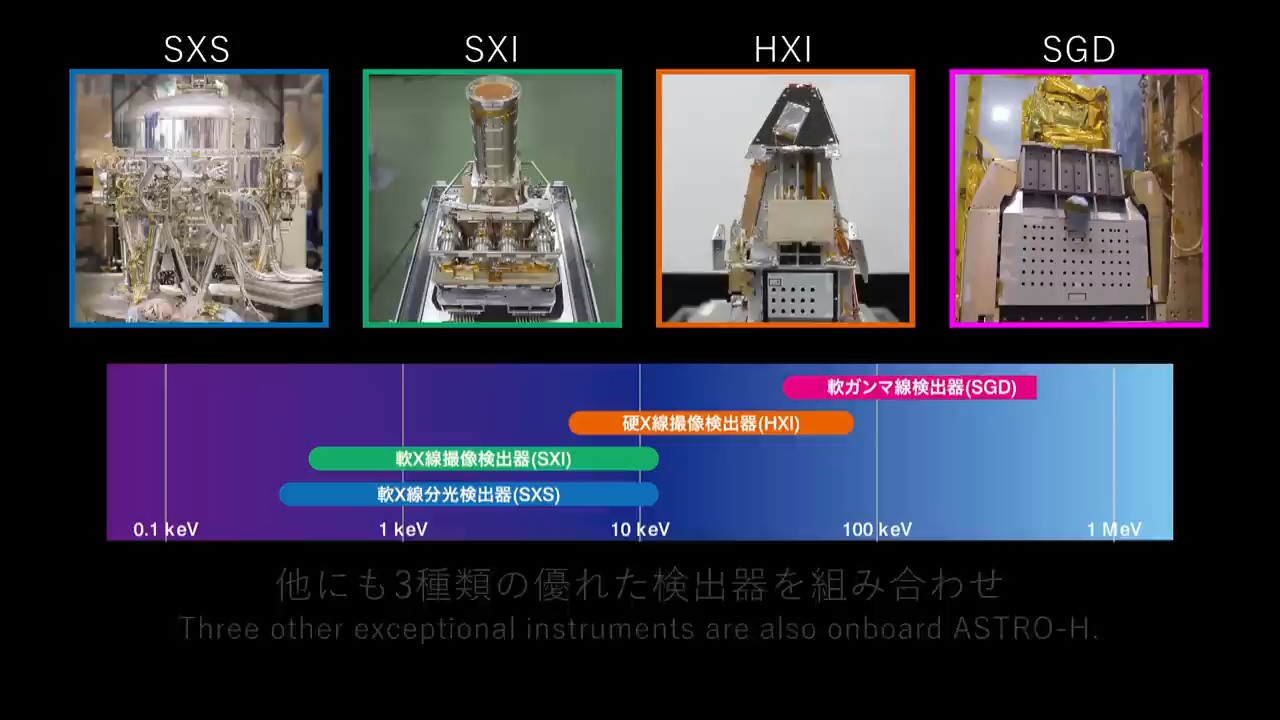 SXS
SXI
HXI
SGD
軟ガンマ線検出器(SGD)
硬X線撮像検出器(HXI)
軟X線撮像検出器(SXI)
軟X線分光検出器(SXS)
0.1 keV
1 keV
10 keV
100 keV
1 MeV
他にも3種類の優れた検出器を組み合わせ
Three other exceptional instruments are also onboard ASTRO-H.